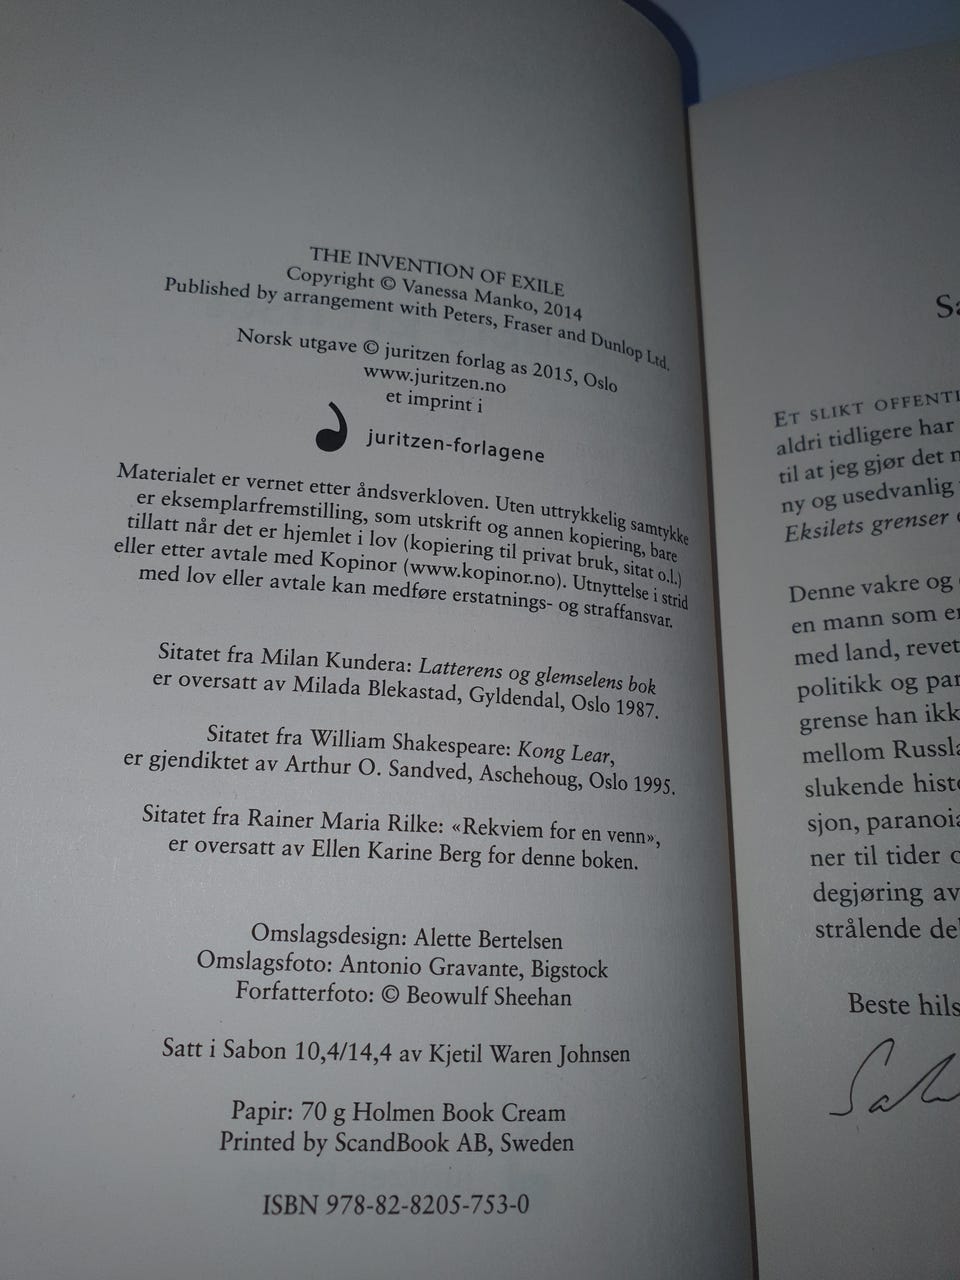 THE INVENTION OF EXILE
Copyright © Vanessa Manko, 2014
Published by arrangement with Peters, Fraser and Dunlop Ltd.
Norsk utgave © juritzen forlag as 2015, Oslo
www.juritzen.no
et imprint i
juritzen-forlagene
Materialet er vernet etter åndsverkloven. Uten uttrykkelig samtykke
er eksemplarfremstilling, som utskrift og annen kopiering, bare
tillatt når det er hjemlet i lov (kopiering til privat bruk, sitat o.l.)
eller etter avtale med Kopinor (www.kopinor.no). Utnyttelse i strid
med lov eller avtale kan medføre erstatnings- og straffansvar.
Sitatet fra Milan Kundera: Latterens og glemselens bok
er oversatt av Milada Blekastad, Gyldendal, Oslo 1987.
Sitatet fra William Shakespeare: Kong Lear,
er gjendiktet av Arthur O. Sandved, Aschehoug, Oslo 1995.
Sitatet fra Rainer Maria Rilke: «Rekviem for en venn»,
er oversatt av Ellen Karine Berg for denne boken.
Omslagsdesign: Alette Bertelsen
Omslagsfoto: Antonio Gravante, Bigstock
Forfatterfoto: © Beowulf Sheehan
Satt i Sabon 10,4/14,4 av Kjetil Waren Johnsen
Papir: 70 g Holmen Book Cream
Printed by ScandBook AB, Sweden
ISBN 978-82-8205-753-0
ET SLIKT OFFENTL
aldri tidligere har
til at jeg gjør det
ny og usedvanlig
Eksilets grenser
Denne vakre og
en mann som
med land, revet
politikk og
grense han
mellom Russl
slukende
sjon,
ner til tider
degjøring av
strålende
Beste hils